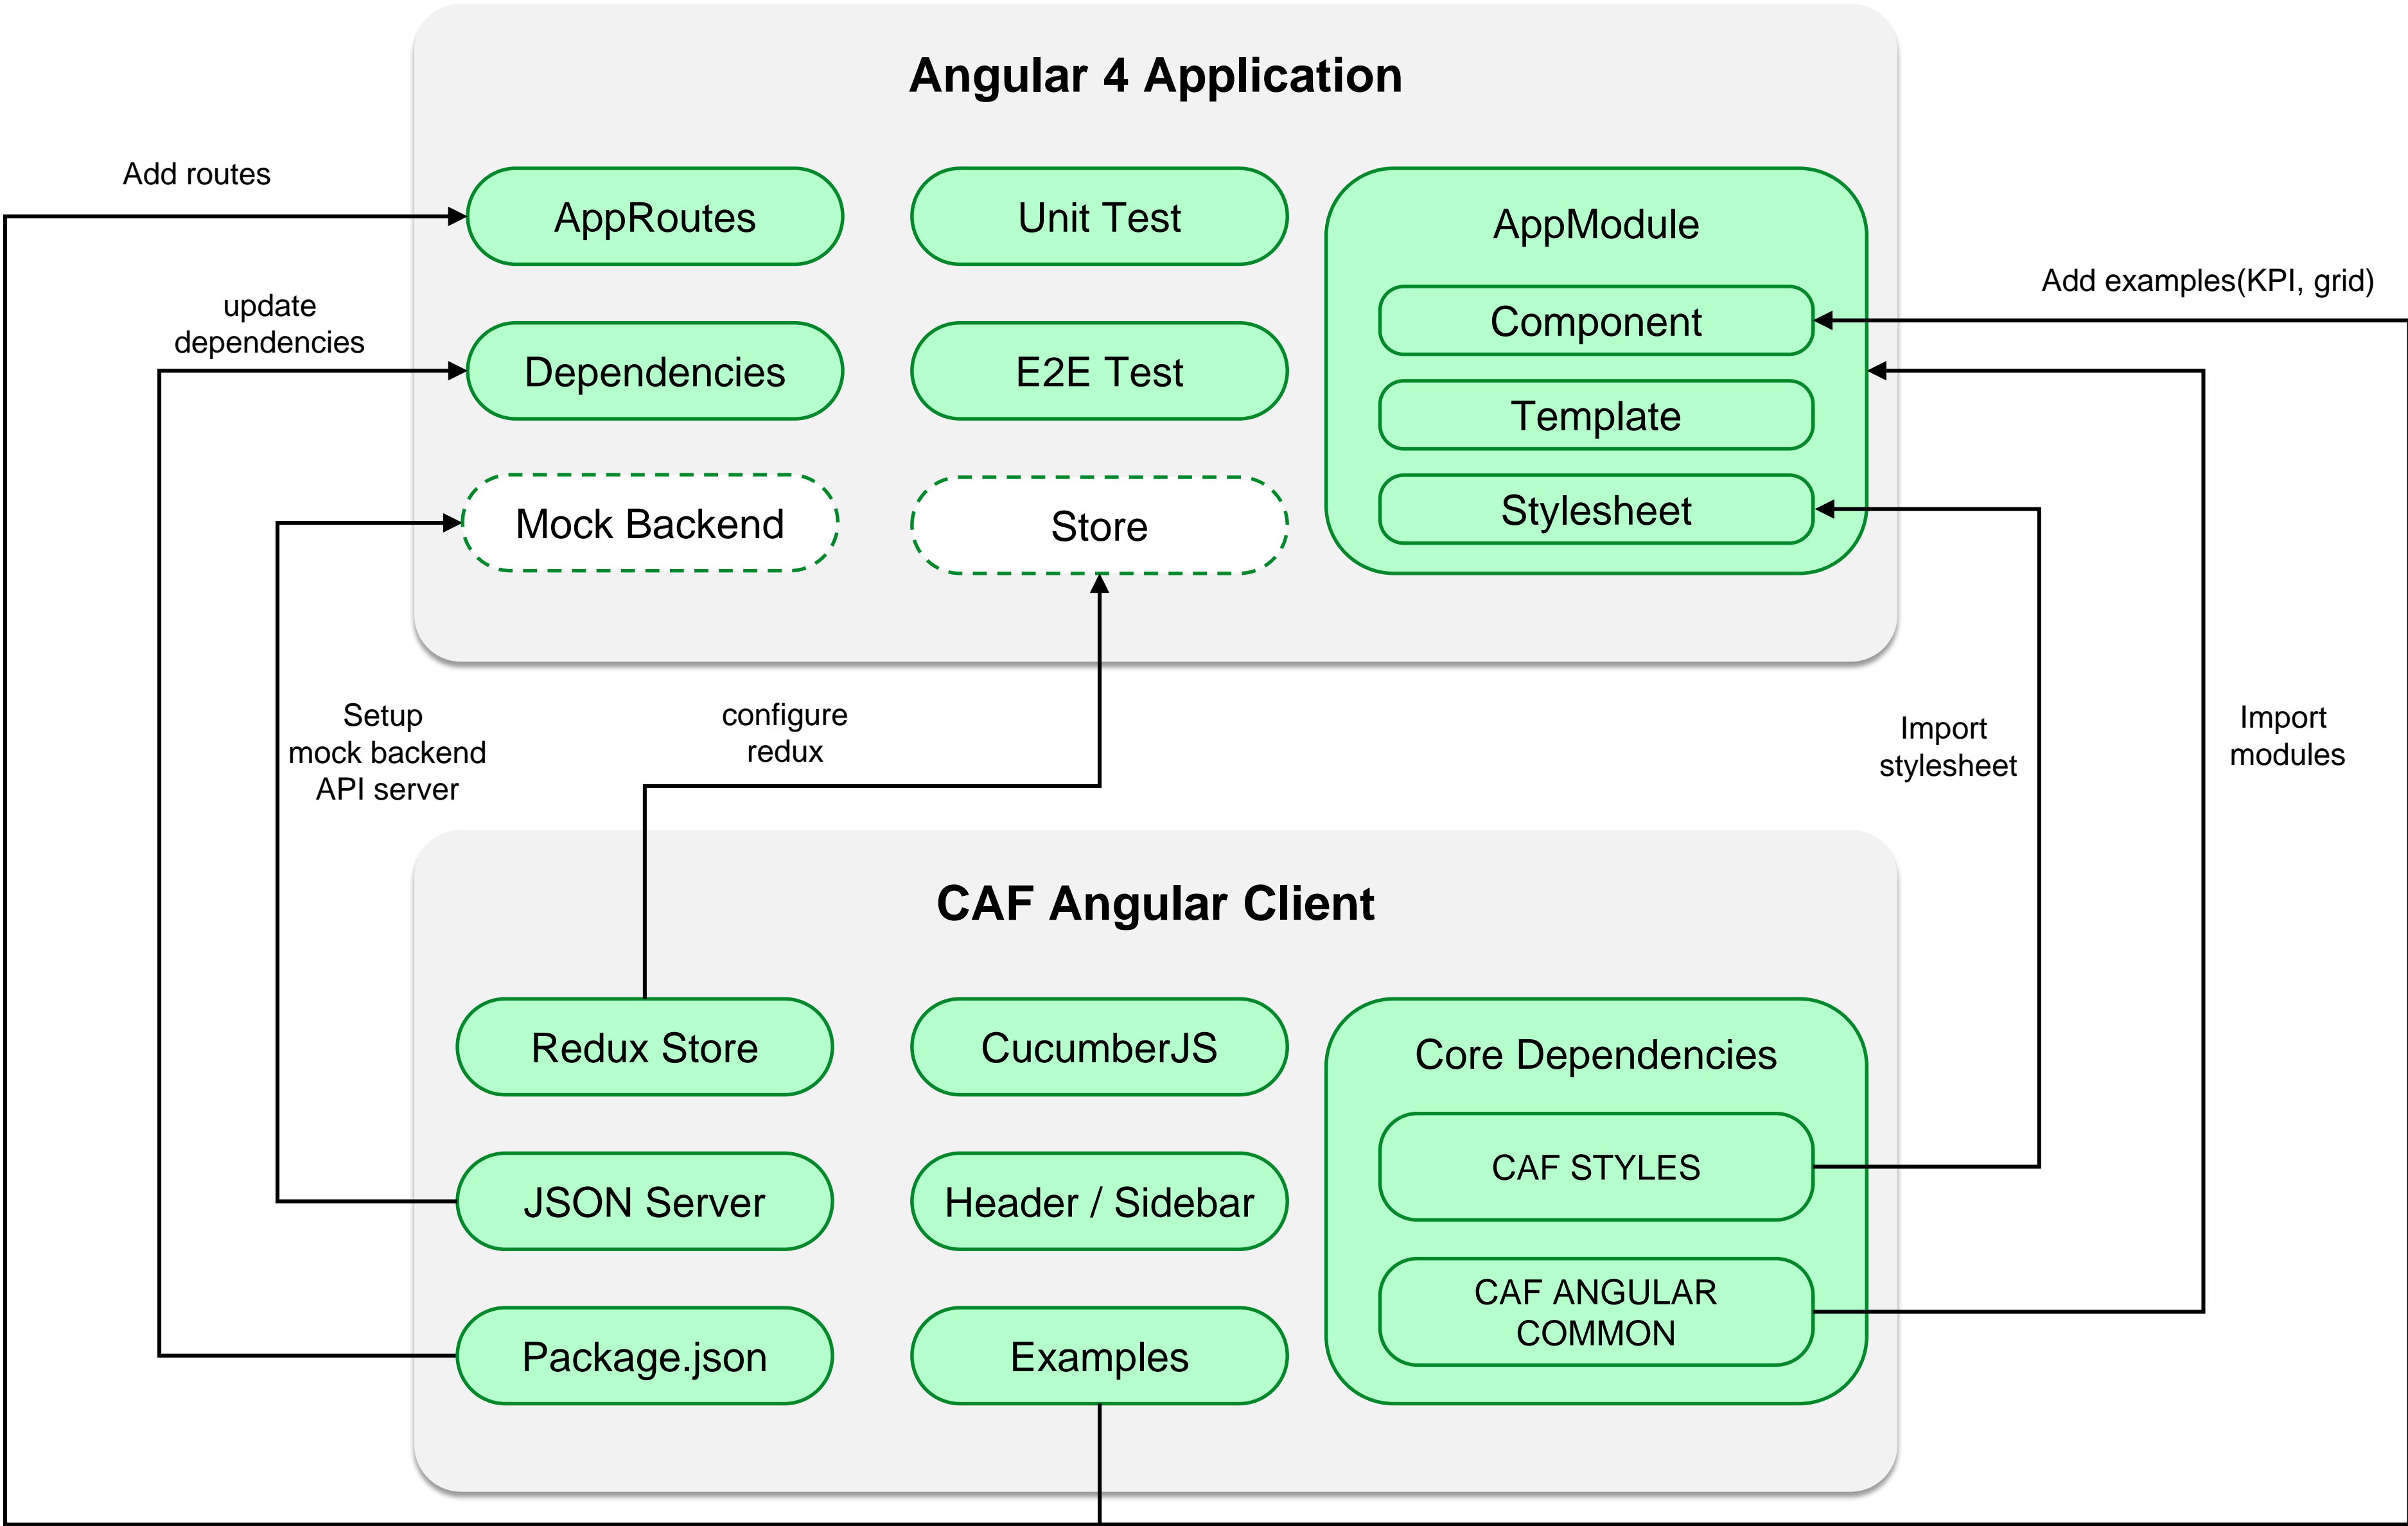 Angular 4 Application
Add routes
AppRoutes
Unit Test
AppModule
Add examples(KPI, grid)
update
dependencies
Component
Dependencies
E2E Test
Template
Mock Backend
Store
Stylesheet
Setup
mock backend
API server
configure
redux
Import
stylesheet
Import
modules
CAF Angular Client
Redux Store
CucumberJS
Core Dependencies
CAF STYLES
JSON Server
Header / Sidebar
CAF ANGULAR
COMMON
Package.json
Examples